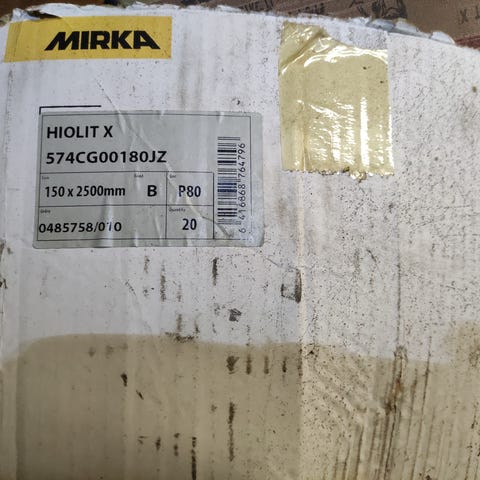 MIRKA
HIOLIT X
574CG00180JZ
150 x 2500mm B P80
0485758/010 20
6 416868 764796